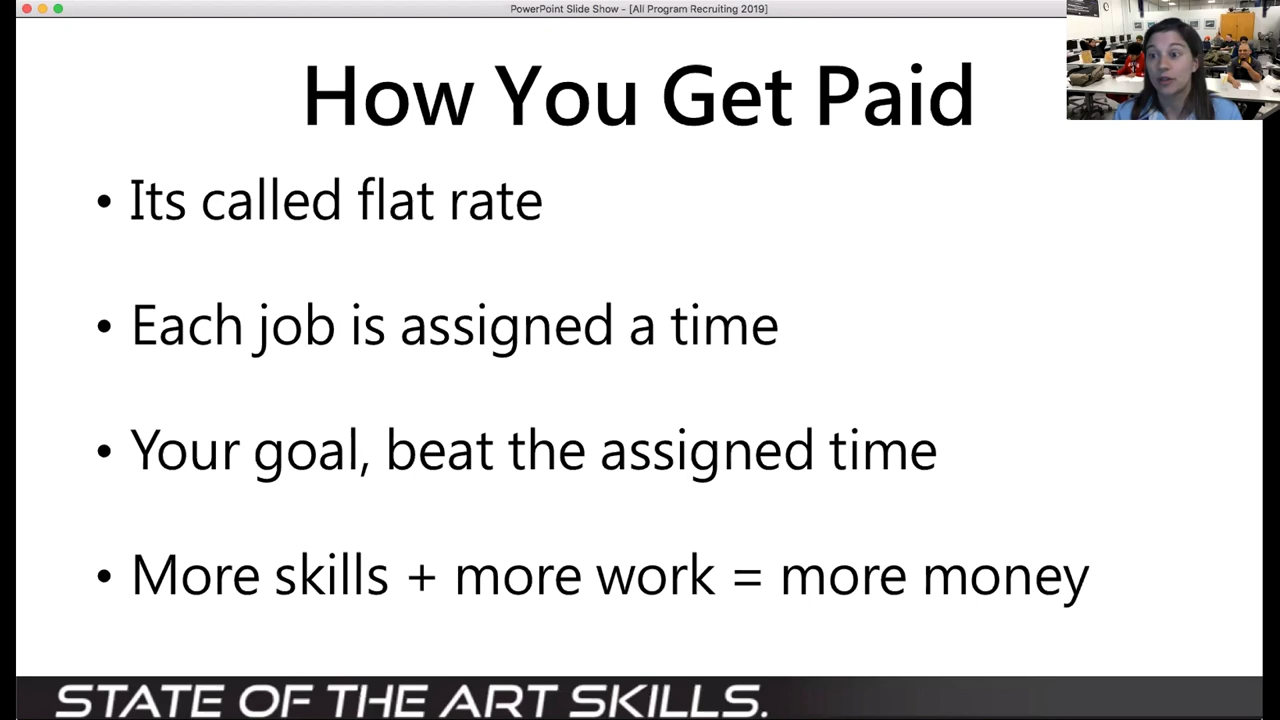 PowerPoint Slide Show - [All Program Recruiting 2019]
How You Get Paid
• Its called flat rate
• Each job is assigned a time
• Your goal, beat the assigned time
• More skills + more work = more money
STATE OF THE ART SKILLS.